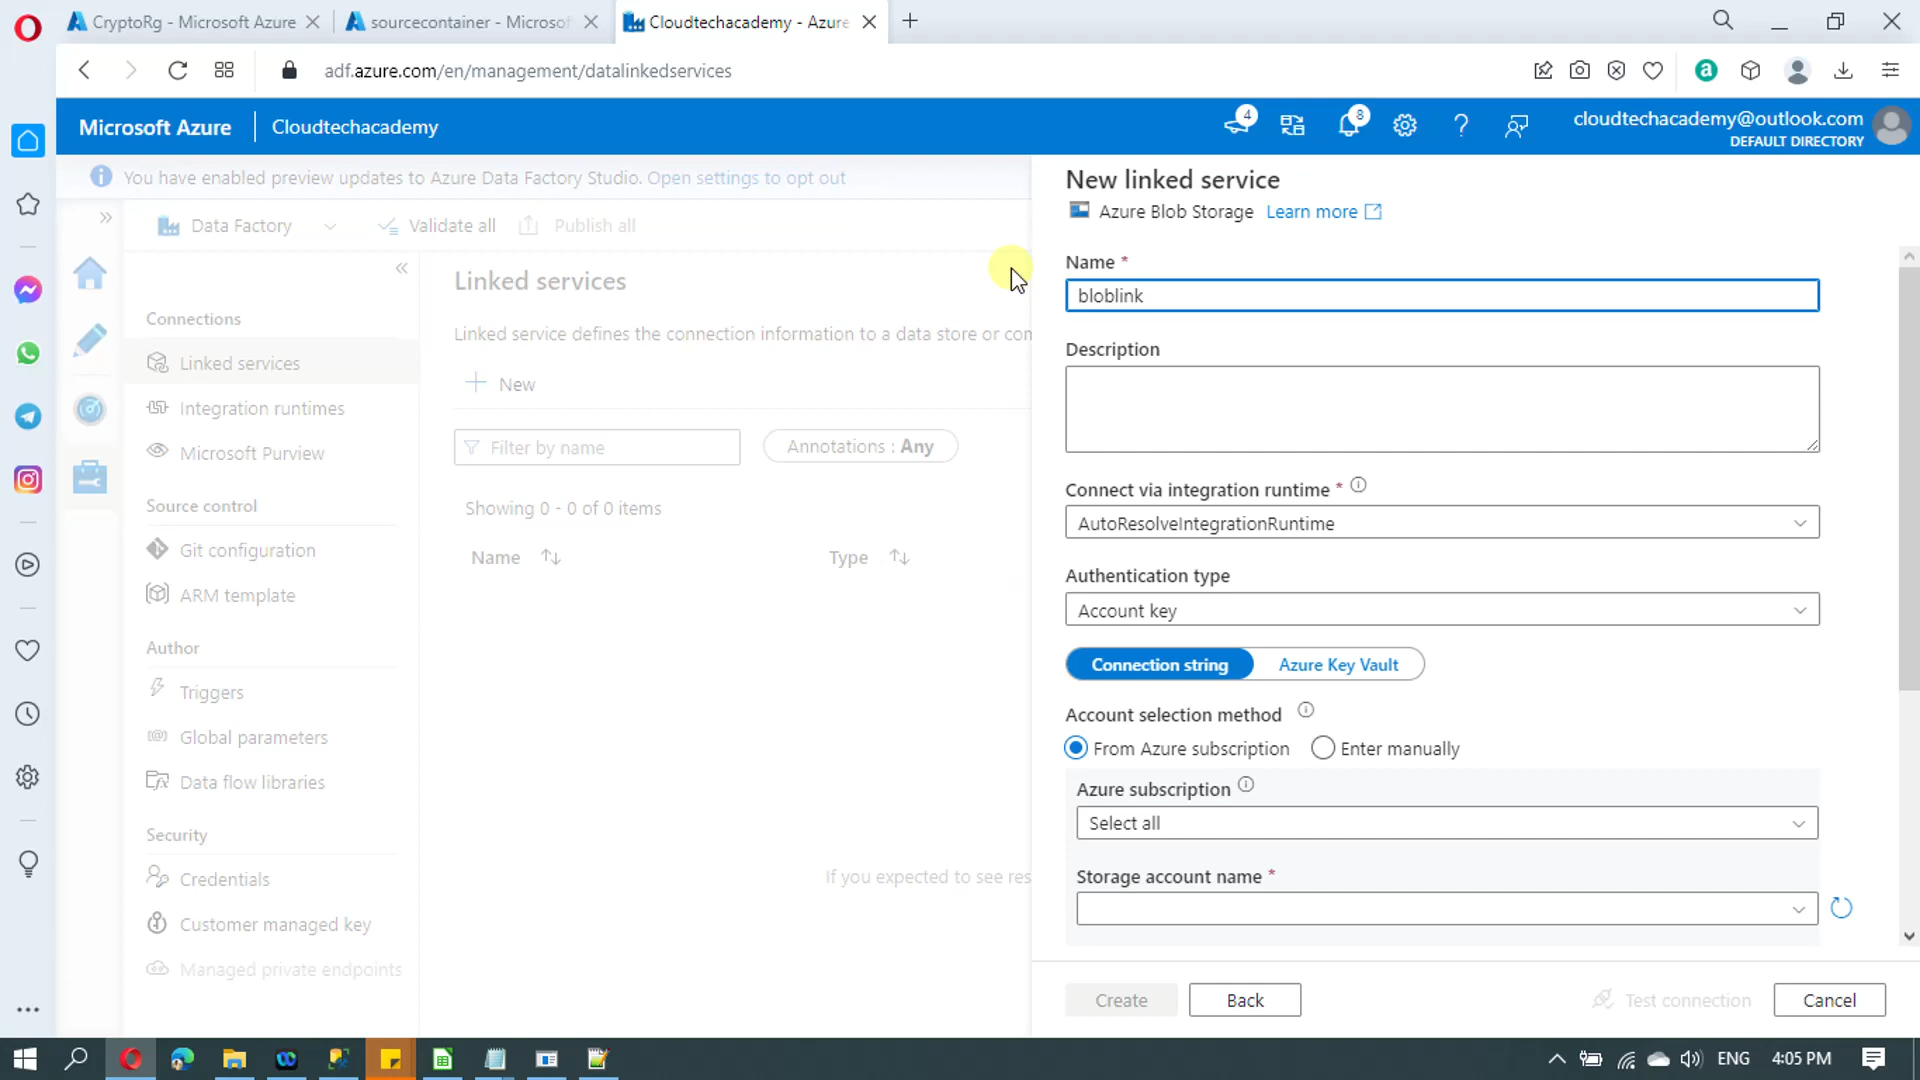 CryptoRg - Microsoft Azure
sourcecontainer - Microsof
Cloudtechacademy - Azure
adf.azure.com/en/management/datalinkedservices
a
Microsoft Azure
Cloudtechacademy
4
8
cloudtechacademy@outlook.com
DEFAULT DIRECTORY
You have enabled preview updates to Azure Data Factory Studio. Open settings to opt out
Data Factory
Validate all
Publish all
Connections
Linked services
Integration runtimes
Microsoft Purview
Source control
Git configuration
ARM template
Author
Triggers
Global parameters
Data flow libraries
Security
Credentials
Customer managed key
Managed private endpoints
Linked services
Linked service defines the connection information to a data store or com
New
Filter by name
Annotations : Any
Showing 0 - 0 of 0 items
Name
Type
If you expected to see res
New linked service
Azure Blob Storage Learn more
Name *
bloblink
Description
Connect via integration runtime *
AutoResolveIntegrationRuntime
Authentication type
Account key
Connection string
Azure Key Vault
Account selection method
From Azure subscription
Enter manually
Azure subscription
Select all
Storage account name *
Create
Back
Test connection
Cancel
ENG
4:05 PM